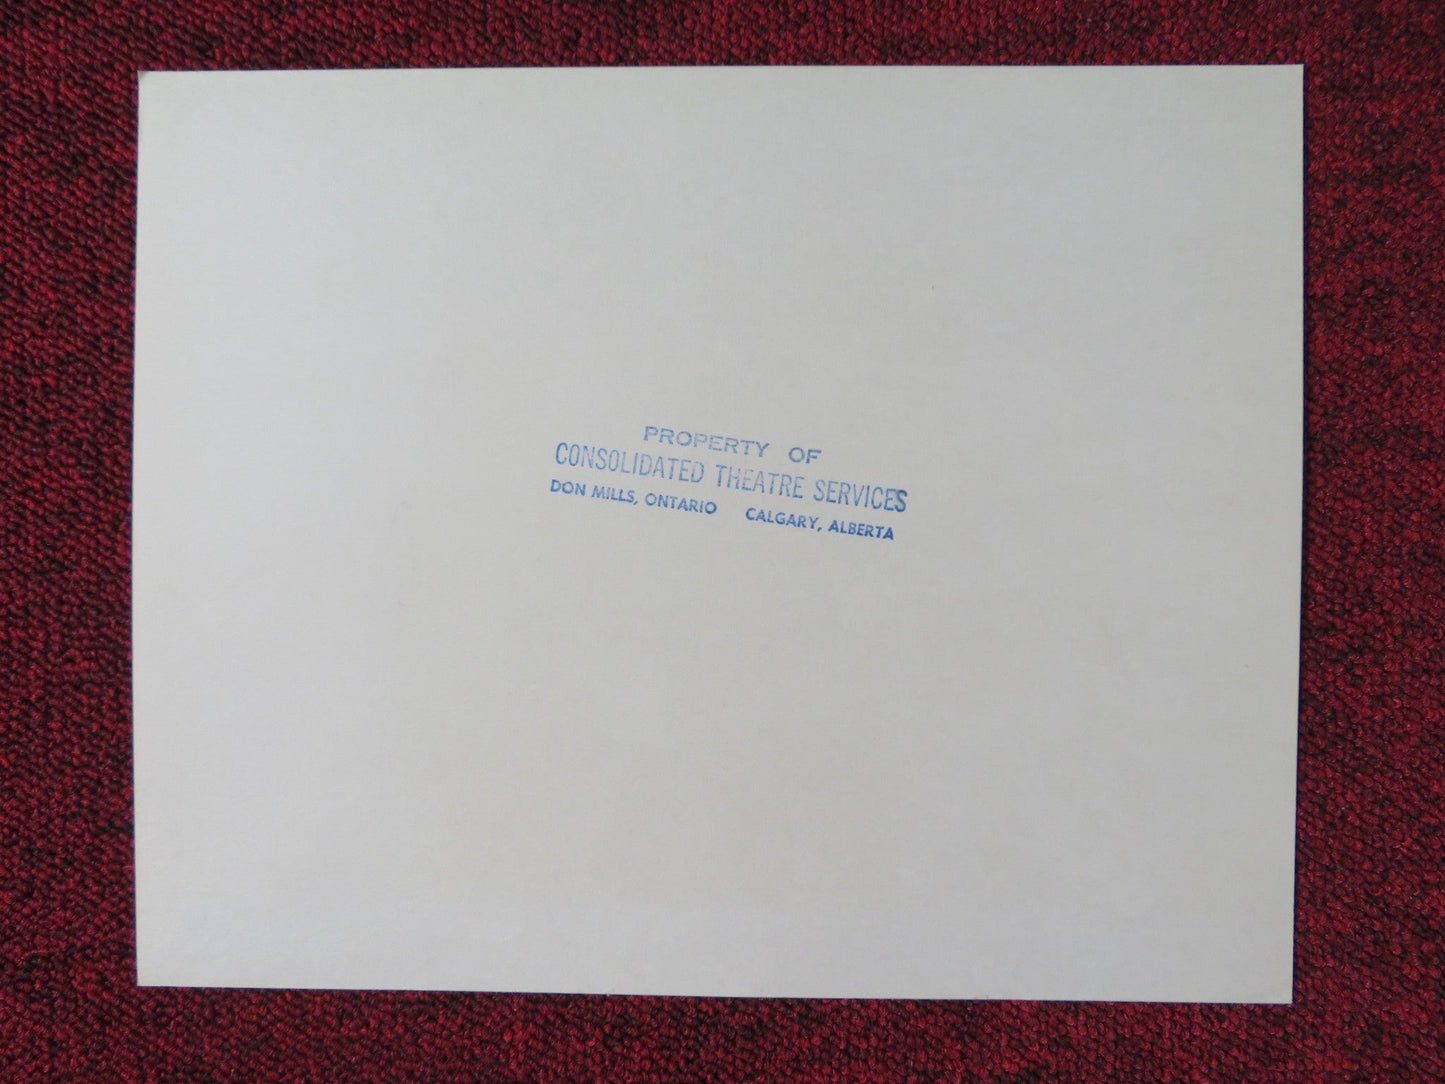 PROPERTY OF
CONSOLIDATED THEATRE SERVICES
DON MILLS, ONTARIO CALGARY, ALBERTA